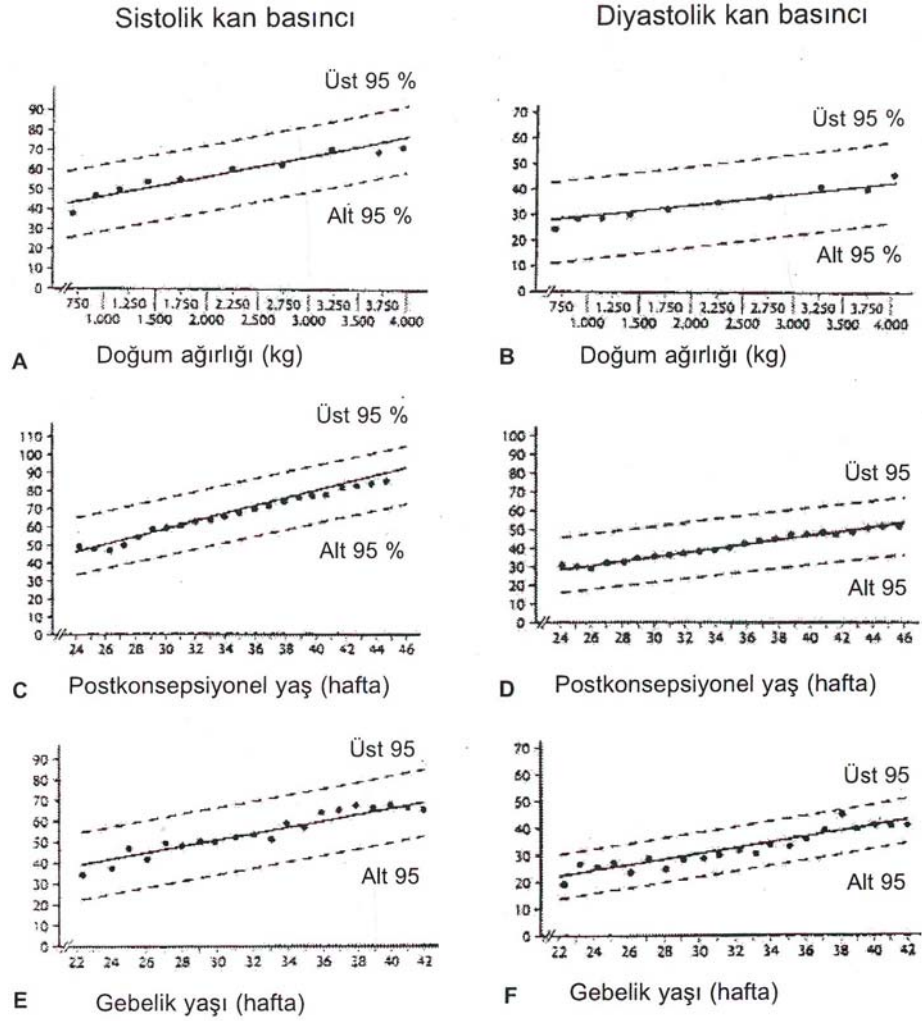 Sistolik kan basıncı
Diyastolik kan basıncı
Üst 95 %
90
80
70
60
50
40
30
20
10
0
Alt 95 %
750 1.250 1.750 2.250 2.750 3.250 3.750
1.000 1.500 2.000 2.500 3.000 3.500 4.000
A Doğum ağırlığı (kg)
Üst 95 %
70
60
50
40
30
20
10
0
Alt 95 %
750 1.250 1.750 2.250 2.750 3.250 3.750
1.000 1.500 2.000 2.500 3.000 3.500 4.000
B Doğum ağırlığı (kg)
Üst 95 %
110
100
90
80
70
60
50
40
30
20
10
0
Alt 95 %
24 26 28 30 32 34 36 38 40 42 44 46
C Postkonsepsiyonel yaş (hafta)
100
90
80
70
60
50
40
30
20
10
0
Üst 95
Alt 95
24 26 28 30 32 34 36 38 40 42 44 46
D Postkonsepsiyonel yaş (hafta)
Üst 95
90
80
70
60
50
40
30
20
10
0
Alt 95
22 24 26 28 30 32 34 36 38 40 42
E Gebelik yaşı (hafta)
70
60
50
40
30
20
10
0
Üst 95
Alt 95
22 24 26 28 30 32 34 36 38 40 42
F Gebelik yaşı (hafta)